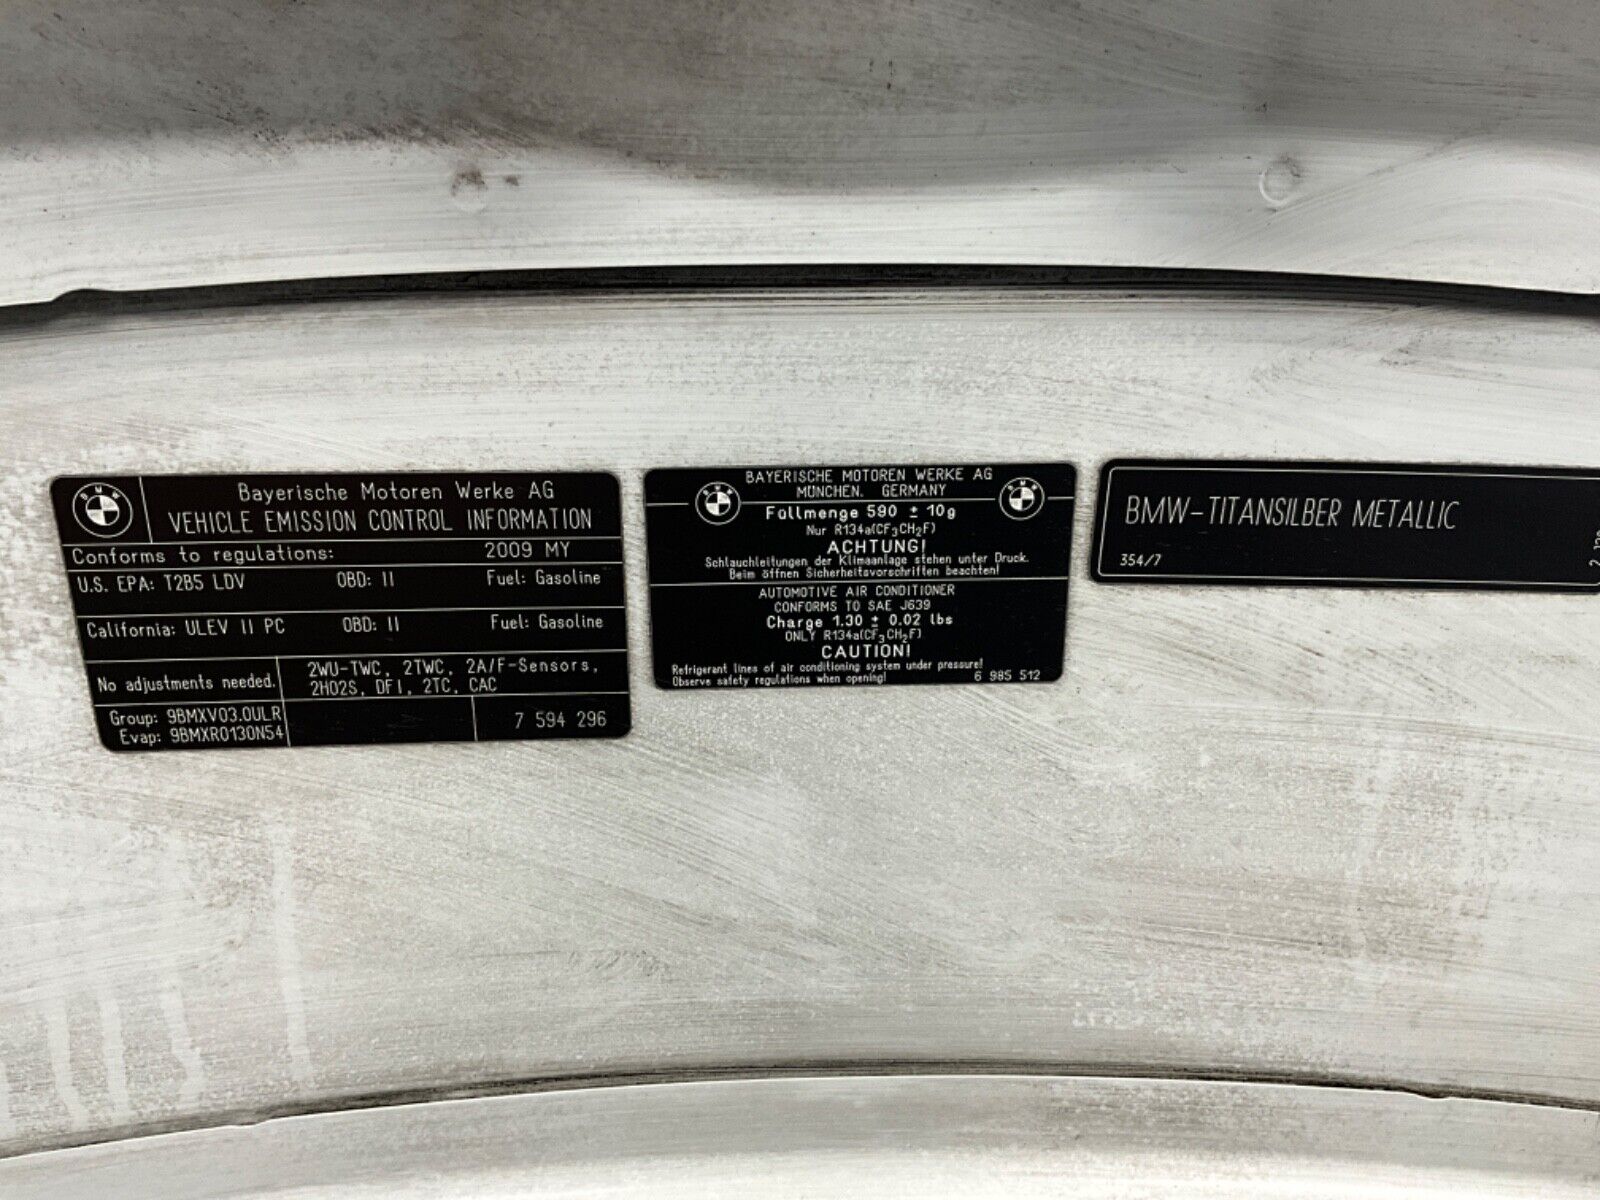 Bayerische Motoren Werke AG
VEHICLE EMISSION CONTROL INFORMATION
Conforms to regulations: 2009 MY
U.S. EPA: T2B5 LDV OBD: II Fuel: Gasoline
California: ULEV II PC OBD: II Fuel: Gasoline
No adjustments needed.
2WU-TWC, 2TWC, 2A/F-Sensors,
2HO2S, DFI, 2TC, CAC
Group: 9BMXV03.0ULR
Evap: 9BMXR0130N54
7 594 296
BAYERISCHE MOTOREN WERKE AG
MÜNCHEN, GERMANY
Füllmenge 590 ± 10g
Nur R134a(CF3CH2F)
ACHTUNG!
Schlauchleitungen der Klimaanlage stehen unter Druck.
Beim öffnen Sicherheitsvorschriften beachten!
AUTOMOTIVE AIR CONDITIONER
CONFORMS TO SAE J639
Charge 1.30 ± 0.02 lbs
ONLY R134a(CF3CH2F)
CAUTION!
Refrigerant lines of air conditioning system under pressure!
Observe safety regulations when opening!
6 985 512
BMW-TITANSILBER METALLIC
354/7